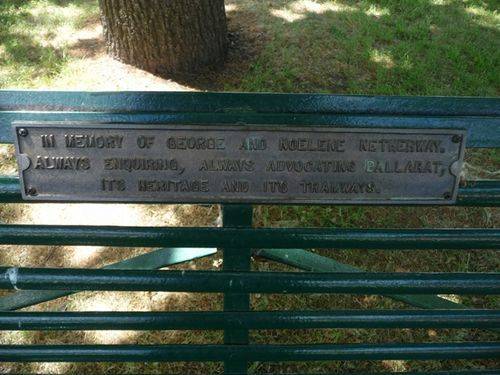 IN MEMORY OF GEORGE AND NOELENE NETHERWAY.
ALWAYS ENQUIRING, ALWAYS ADVOCATING BALLARAT,
ITS HERITAGE AND ITS TRAMWAYS.